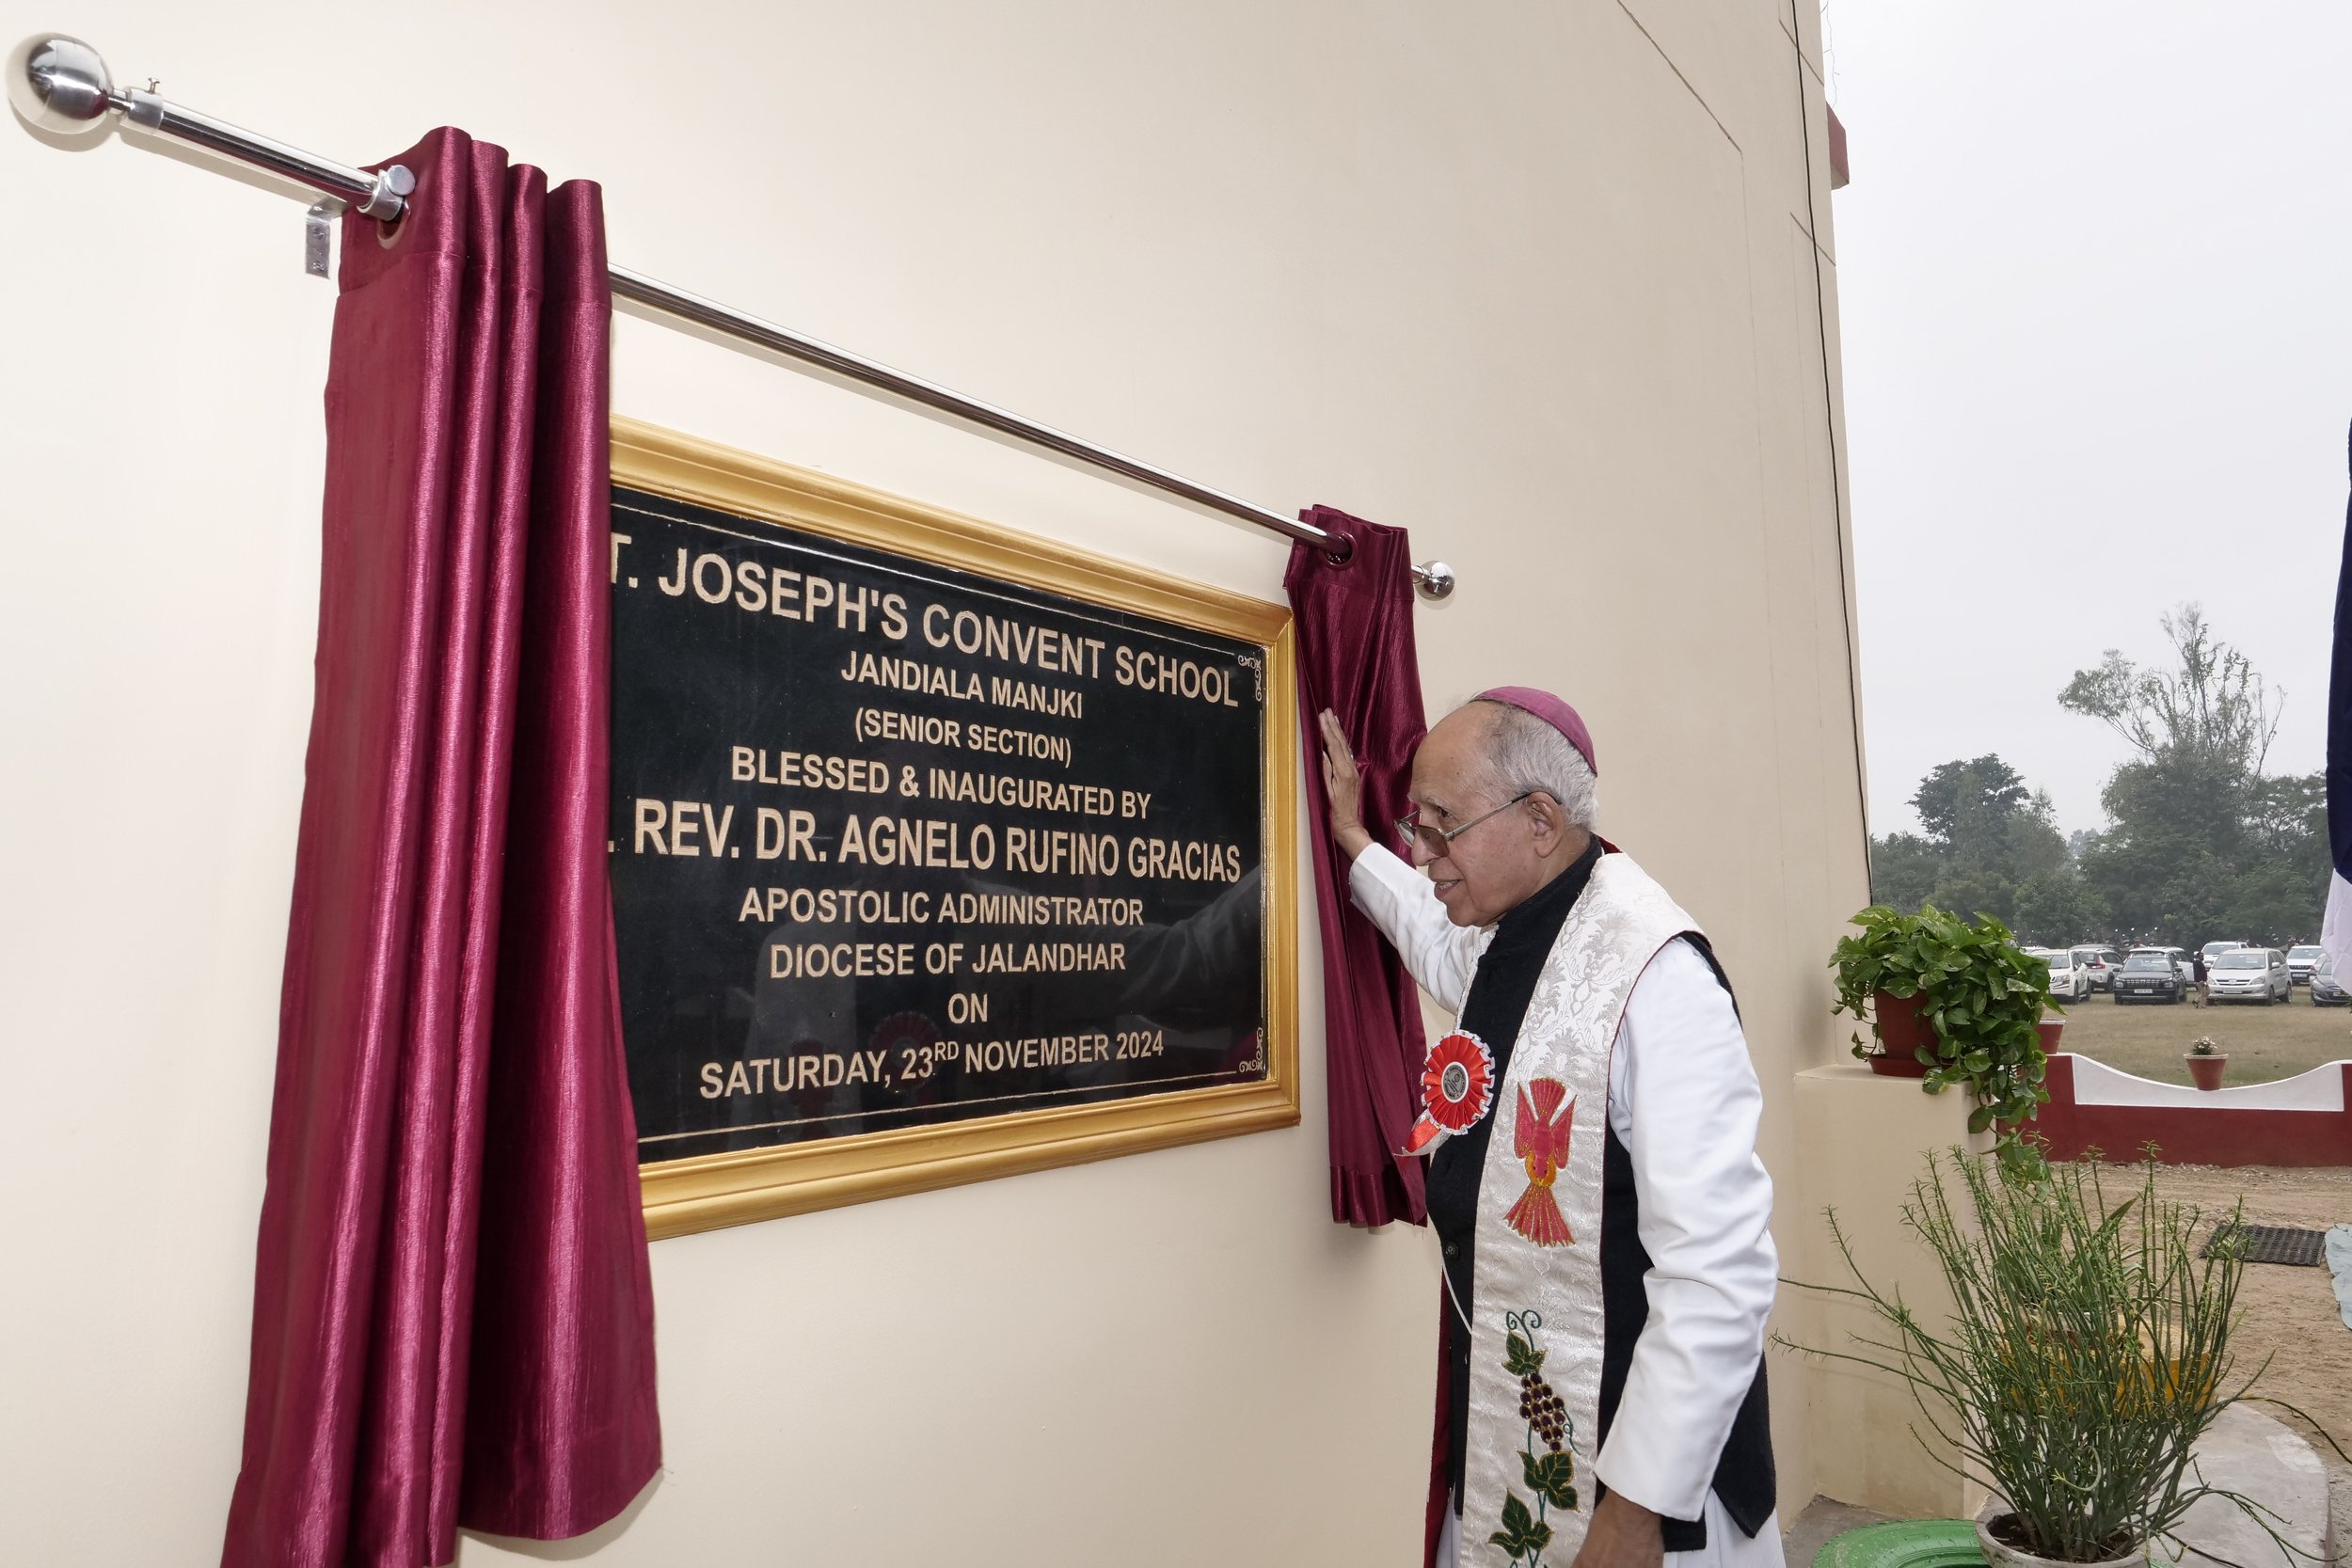 T. JOSEPH'S CONVENT SCHOOL
JANDIALA MANJKI
(SENIOR SECTION)
BLESSED & INAUGURATED BY
. REV. DR. AGNELO RUFINO GRACIAS
APOSTOLIC ADMINISTRATOR
DIOCESE OF JALANDHAR
ON
SATURDAY, 23RD NOVEMBER 2024